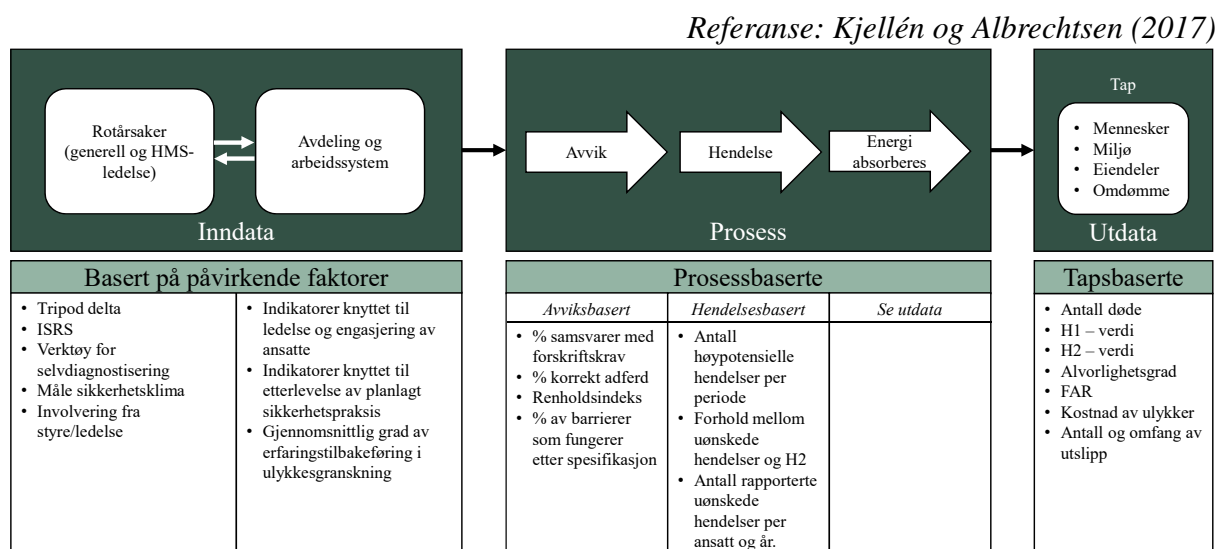 Referanse: Kjellén og Albrechtsen (2017)
Rotårsaker
(generell og HMS-
ledelse)
Avdeling og
arbeidssystem
Inndata
Avvik
Hendelse
Energi
absorberes
Prosess
Tap
• Mennesker
• Miljø
• Eiendeler
• Omdømme
Utdata
Basert på påvirkende faktorer
• Tripod delta
• ISRS
• Verktøy for
selvdiagnostisering
• Måle sikkerhetsklima
• Involvering fra
styre/ledelse
• Indikatorer knyttet til
ledelse og engasjering av
ansatte
• Indikatorer knyttet til
etterlevelse av planlagt
sikkerhetspraksis
• Gjennomsnittlig grad av
erfaringstilbakeføring i
ulykkesgranskning
Prosessbaserte
Avviksbasert
• % samsvarer med
forskriftskrav
• % korrekt adferd
• Renholdsindeks
• % av barrierer
som fungerer
etter spesifikasjon
Hendelsesbasert
• Antall
høypotensielle
hendelser per
periode
• Forhold mellom
uønskede
hendelser og H2
• Antall rapporterte
uønskede
hendelser per
ansatt og år.
Se utdata
Tapsbaserte
• Antall døde
• H1 – verdi
• H2 – verdi
• Alvorlighetsgrad
• FAR
• Kostnad av ulykker
• Antall og omfang av
utslipp